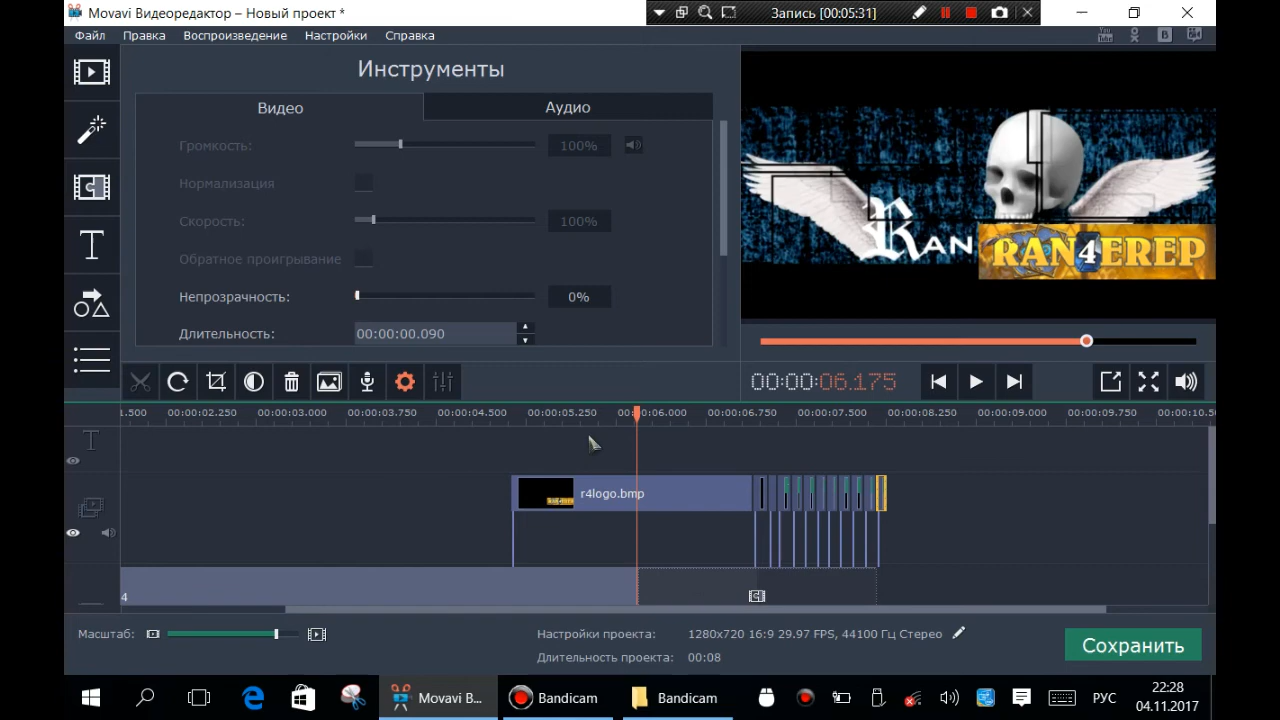 Movavi Видеоредактор – Новый проект *
Запись [00:05:31]
Файл Правка Воспроизведение Настройки Справка
Инструменты
Видео Аудио
Громкость: 100%
Нормализация
Скорость: 100%
Обратное проигрывание
Непрозрачность: 0%
Длительность: 00:00:00.090
RAN
RAN4EREP
00:00:06.175
1.500 00:00:02.250 00:00:03.000 00:00:03.750 00:00:04.500 00:00:05.250 00:00:06.000 00:00:06.750 00:00:07.500 00:00:08.250 00:00:09.000 00:00:09.750 00:00:10.50
T
r4logo.bmp
4
Масштаб:
Настройки проекта: 1280x720 16:9 29.97 FPS, 44100 Гц Стерео
Длительность проекта: 00:08
Сохранить
Movavi В...
Bandicam
Bandicam
РУС
22:28
04.11.2017